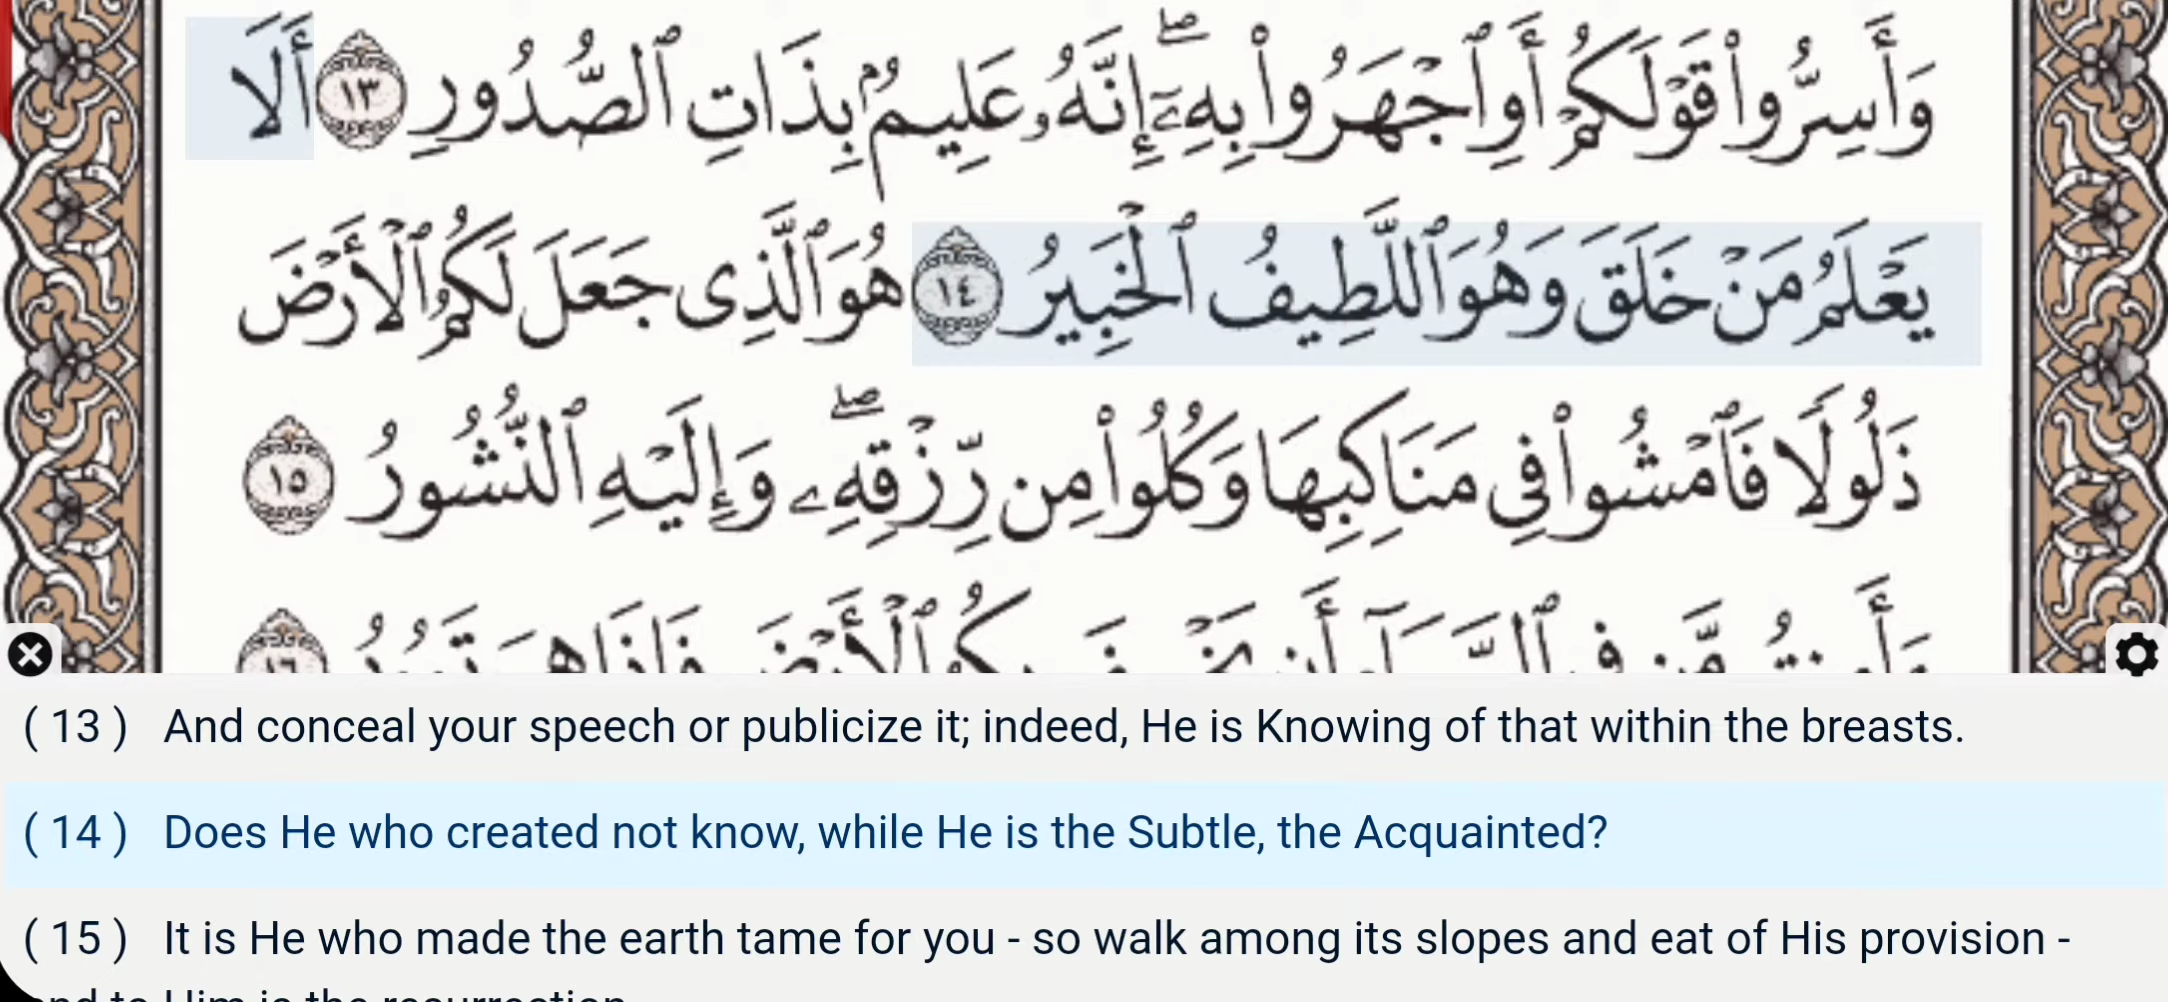 وَأَسِرُّوا۟ قَوْلَكُمْ أَوِ ٱجْهَرُوا۟ بِهِۦٓ ۖ إِنَّهُۥ عَلِيمٌۢ بِذَاتِ ٱلصُّدُورِ ١٣ أَلَا
يَعْلَمُ مَنْ خَلَقَ وَهُوَ ٱللَّطِيفُ ٱلْخَبِيرُ ١٤ هُوَ ٱلَّذِى جَعَلَ لَكُمُ ٱلْأَرْضَ
ذَلُولًا فَٱمْشُوا۟ فِى مَنَاكِبِهَا وَكُلُوا۟ مِن رِّزْقِهِۦ ۖ وَإِلَيْهِ ٱلنُّشُورُ ١٥
( 13 ) And conceal your speech or publicize it; indeed, He is Knowing of that within the breasts.
( 14 ) Does He who created not know, while He is the Subtle, the Acquainted?
( 15 ) It is He who made the earth tame for you - so walk among its slopes and eat of His provision -